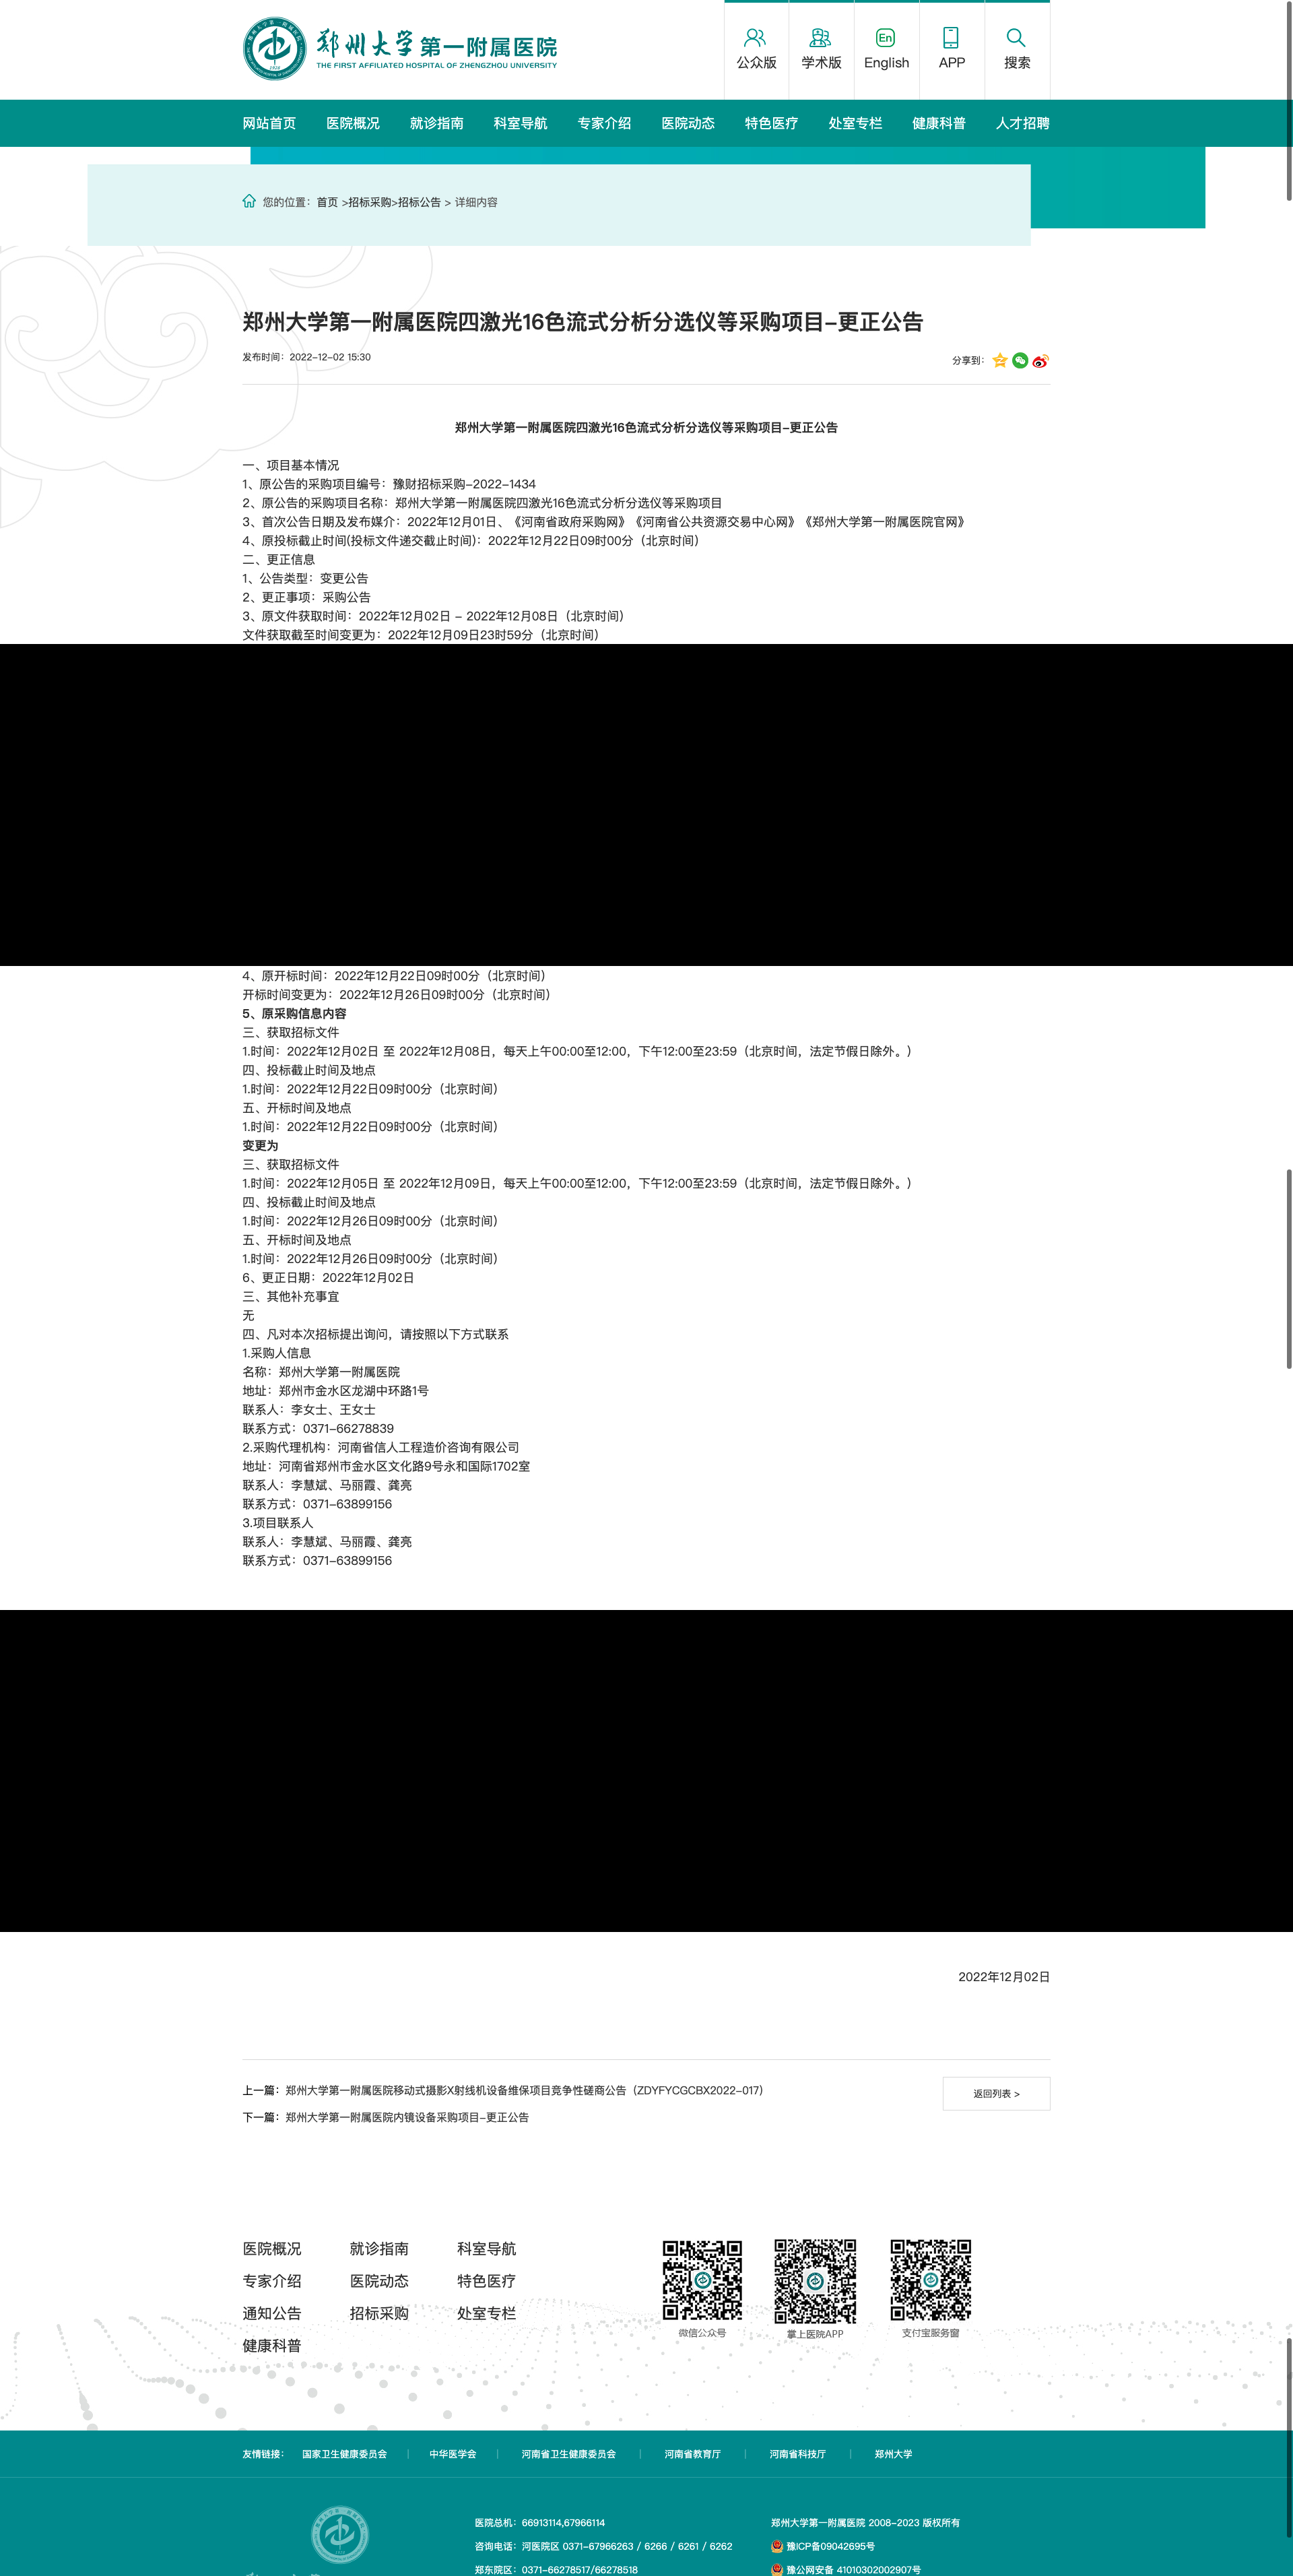 郑州大学第一附属医院
THE FIRST AFFILIATED HOSPITAL OF ZHENGZHOU UNIVERSITY
公众版 学术版 English APP 搜索
网站首页 医院概况 就诊指南 科室导航 专家介绍 医院动态 特色医疗 处室专栏 健康科普 人才招聘
您的位置：首页 >招标采购>招标公告 > 详细内容
郑州大学第一附属医院四激光16色流式分析分选仪等采购项目-更正公告
发布时间：2022-12-02 15:30
分享到：
郑州大学第一附属医院四激光16色流式分析分选仪等采购项目-更正公告
一、项目基本情况
1、原公告的采购项目编号：豫财招标采购-2022-1434
2、原公告的采购项目名称：郑州大学第一附属医院四激光16色流式分析分选仪等采购项目
3、首次公告日期及发布媒介：2022年12月01日、《河南省政府采购网》《河南省公共资源交易中心网》《郑州大学第一附属医院官网》
4、原投标截止时间(投标文件递交截止时间)：2022年12月22日09时00分（北京时间）
二、更正信息
1、公告类型：变更公告
2、更正事项：采购公告
3、原文件获取时间：2022年12月02日 - 2022年12月08日（北京时间）
文件获取截至时间变更为：2022年12月09日23时59分（北京时间）
4、原开标时间：2022年12月22日09时00分（北京时间）
开标时间变更为：2022年12月26日09时00分（北京时间）
5、原采购信息内容
三、获取招标文件
1.时间：2022年12月02日 至 2022年12月08日，每天上午00:00至12:00，下午12:00至23:59（北京时间，法定节假日除外。）
四、投标截止时间及地点
1.时间：2022年12月22日09时00分（北京时间）
五、开标时间及地点
1.时间：2022年12月22日09时00分（北京时间）
变更为
三、获取招标文件
1.时间：2022年12月05日 至 2022年12月09日，每天上午00:00至12:00，下午12:00至23:59（北京时间，法定节假日除外。）
四、投标截止时间及地点
1.时间：2022年12月26日09时00分（北京时间）
五、开标时间及地点
1.时间：2022年12月26日09时00分（北京时间）
6、更正日期：2022年12月02日
三、其他补充事宜
无
四、凡对本次招标提出询问，请按照以下方式联系
1.采购人信息
名称：郑州大学第一附属医院
地址：郑州市金水区龙湖中环路1号
联系人：李女士、王女士
联系方式：0371-66278839
2.采购代理机构：河南省信人工程造价咨询有限公司
地址：河南省郑州市金水区文化路9号永和国际1702室
联系人：李慧斌、马丽霞、龚亮
联系方式：0371-63899156
3.项目联系人
联系人：李慧斌、马丽霞、龚亮
联系方式：0371-63899156
2022年12月02日
上一篇：郑州大学第一附属医院移动式摄影X射线机设备维保项目竞争性磋商公告（ZDYFYCGCBX2022-017）
返回列表 >
下一篇：郑州大学第一附属医院内镜设备采购项目-更正公告
医院概况 就诊指南 科室导航
专家介绍 医院动态 特色医疗
通知公告 招标采购 处室专栏
健康科普
微信公众号 掌上医院APP 支付宝服务窗
友情链接： 国家卫生健康委员会 | 中华医学会 | 河南省卫生健康委员会 | 河南省教育厅 | 河南省科技厅 | 郑州大学
医院总机：66913114,67966114
郑州大学第一附属医院 2008-2023 版权所有
咨询电话：河医院区 0371-67966263 / 6266 / 6261 / 6262
豫ICP备09042695号
郑东院区：0371-66278517/66278518
豫公网安备 41010302002907号